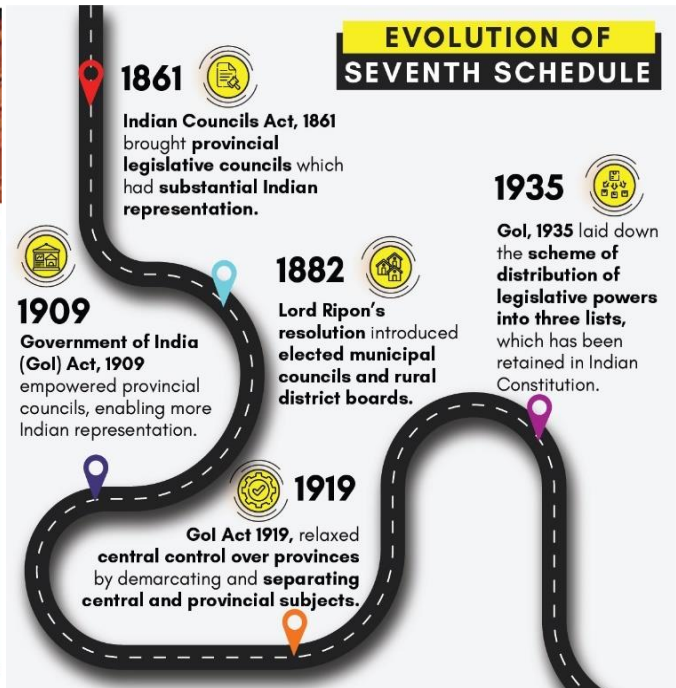 EVOLUTION OF
SEVENTH SCHEDULE
1861
Indian Councils Act, 1861
brought provincial
legislative councils which
had substantial Indian
representation.
1882
Lord Ripon's
resolution introduced
elected municipal
councils and rural
district boards.
1909
Government of India
(GoI) Act, 1909
empowered provincial
councils, enabling more
Indian representation.
1919
GoI Act 1919, relaxed
central control over provinces
by demarcating and separating
central and provincial subjects.
1935
GoI, 1935 laid down
the scheme of
distribution of
legislative powers
into three lists,
which has been
retained in Indian
Constitution.